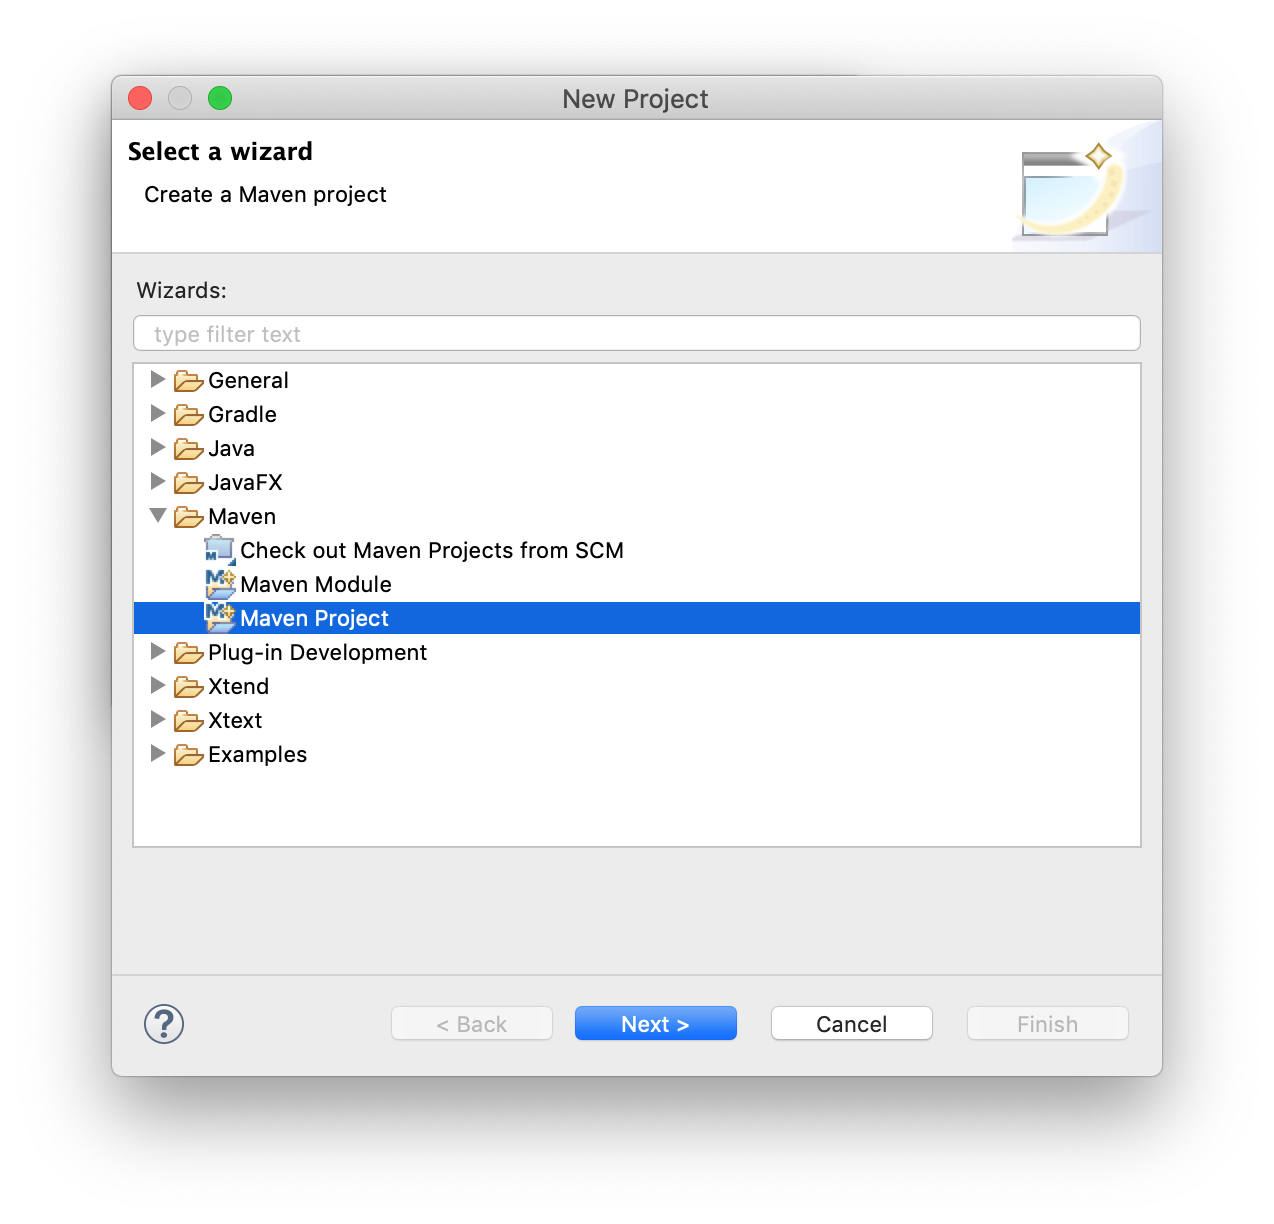 New Project
Select a wizard
Create a Maven project
Wizards:
type filter text
General
Gradle
Java
JavaFX
Maven
Check out Maven Projects from SCM
Maven Module
Maven Project
Plug-in Development
Xtend
Xtext
Examples
? < Back Next > Cancel Finish